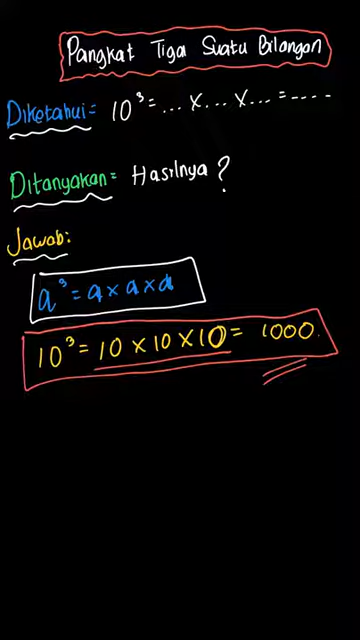 Pangkat Tiga Suatu Bilangan
Diketahui = 10³ = ... × ... × ... = ....
Ditanyakan = Hasilnya ?
Jawab:
a³ = a × a × a
10³ = 10 × 10 × 10 = 1000.